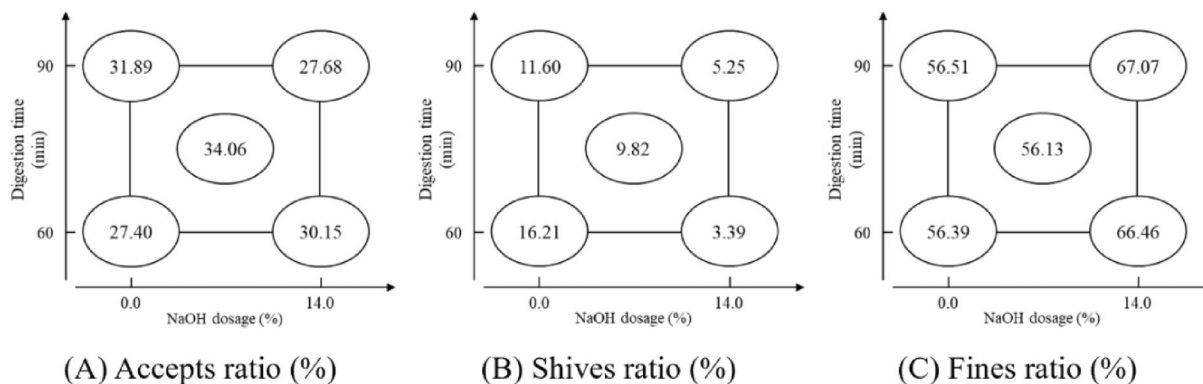 Digestion time
(min)
90
60
31.89
27.68
34.06
27.40
30.15
0.0
14.0
NaOH dosage (%)
(A) Accepts ratio (%)
Digestion time
(min)
90
60
11.60
5.25
9.82
16.21
3.39
0.0
14.0
NaOH dosage (%)
(B) Shives ratio (%)
Digestion time
(min)
90
60
56.51
67.07
56.13
56.39
66.46
0.0
14.0
NaOH dosage (%)
(C) Fines ratio (%)